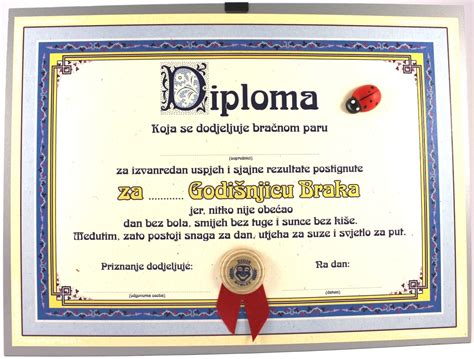 Diploma
Koja se dodjeljuje bračnom paru
(supružnici)
za izvanredan uspjeh i sjajne rezultate postignute
za ........... Godišnjicu Braka
jer, nitko nije obećao
dan bez bola, smijeh bez tuge i sunce bez kiše.
Međutim, zato postoji snaga za dan, utjeha za suze i svjetlo za put.
Priznanje dodjeljuje: Na dan:
(odgovorna osoba) (datum)